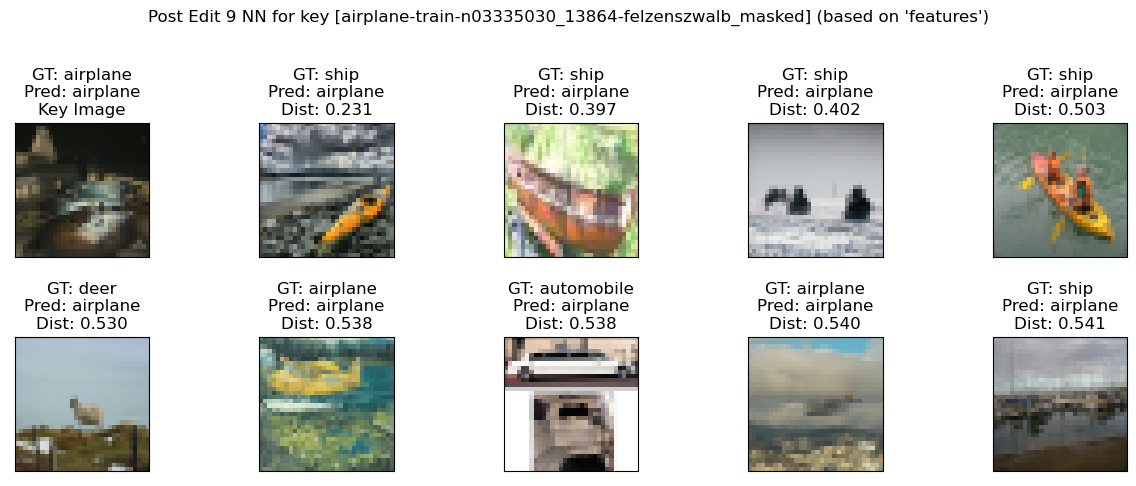 Post Edit 9 NN for key [airplane-train-n03335030_13864-felzenszwalb_masked] (based on 'features')
GT: airplane
Pred: airplane
Key Image
GT: ship
Pred: airplane
Dist: 0.231
GT: ship
Pred: airplane
Dist: 0.397
GT: ship
Pred: airplane
Dist: 0.402
GT: ship
Pred: airplane
Dist: 0.503
GT: deer
Pred: airplane
Dist: 0.530
GT: airplane
Pred: airplane
Dist: 0.538
GT: automobile
Pred: airplane
Dist: 0.538
GT: airplane
Pred: airplane
Dist: 0.540
GT: ship
Pred: airplane
Dist: 0.541